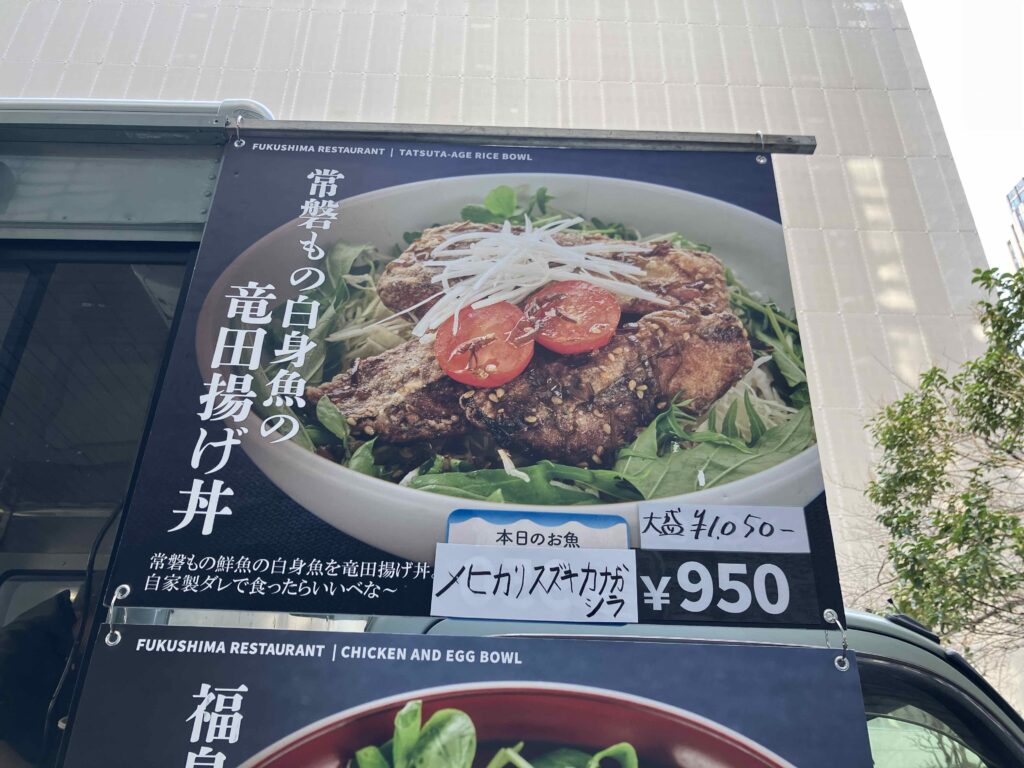 FUKUSHIMA RESTAURANT | TATSUTA-AGE RICE BOWL
常磐もの白身魚の
竜田揚げ丼
常磐もの鮮魚の白身魚を竜田揚げ丼
自家製ダレで食ったらいいべな〜
本日のお魚
メヒカリスズキカナガシラ
大盛 ¥1,050-
¥950
FUKUSHIMA RESTAURANT | CHICKEN AND EGG BOWL
福島